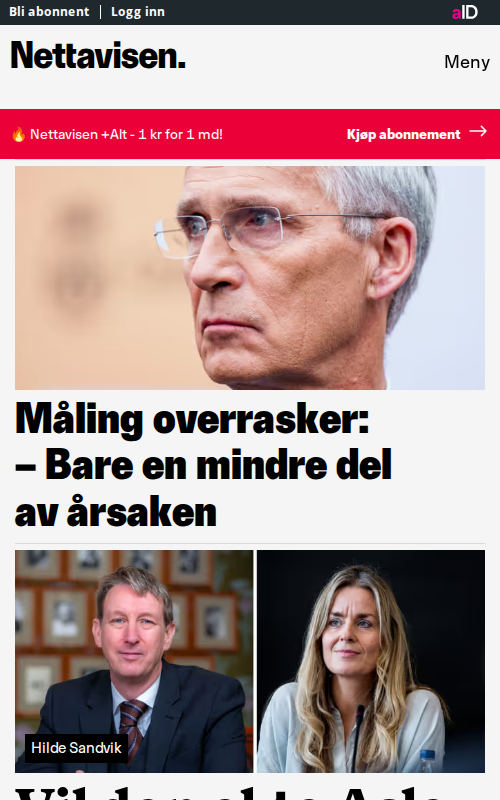 Bli abonnent | Logg inn
aID
Nettavisen.
Meny
🔥 Nettavisen +Alt - 1 kr for 1 md!
Kjøp abonnement →
Måling overrasker:
– Bare en mindre del
av årsaken
Hilde Sandvik